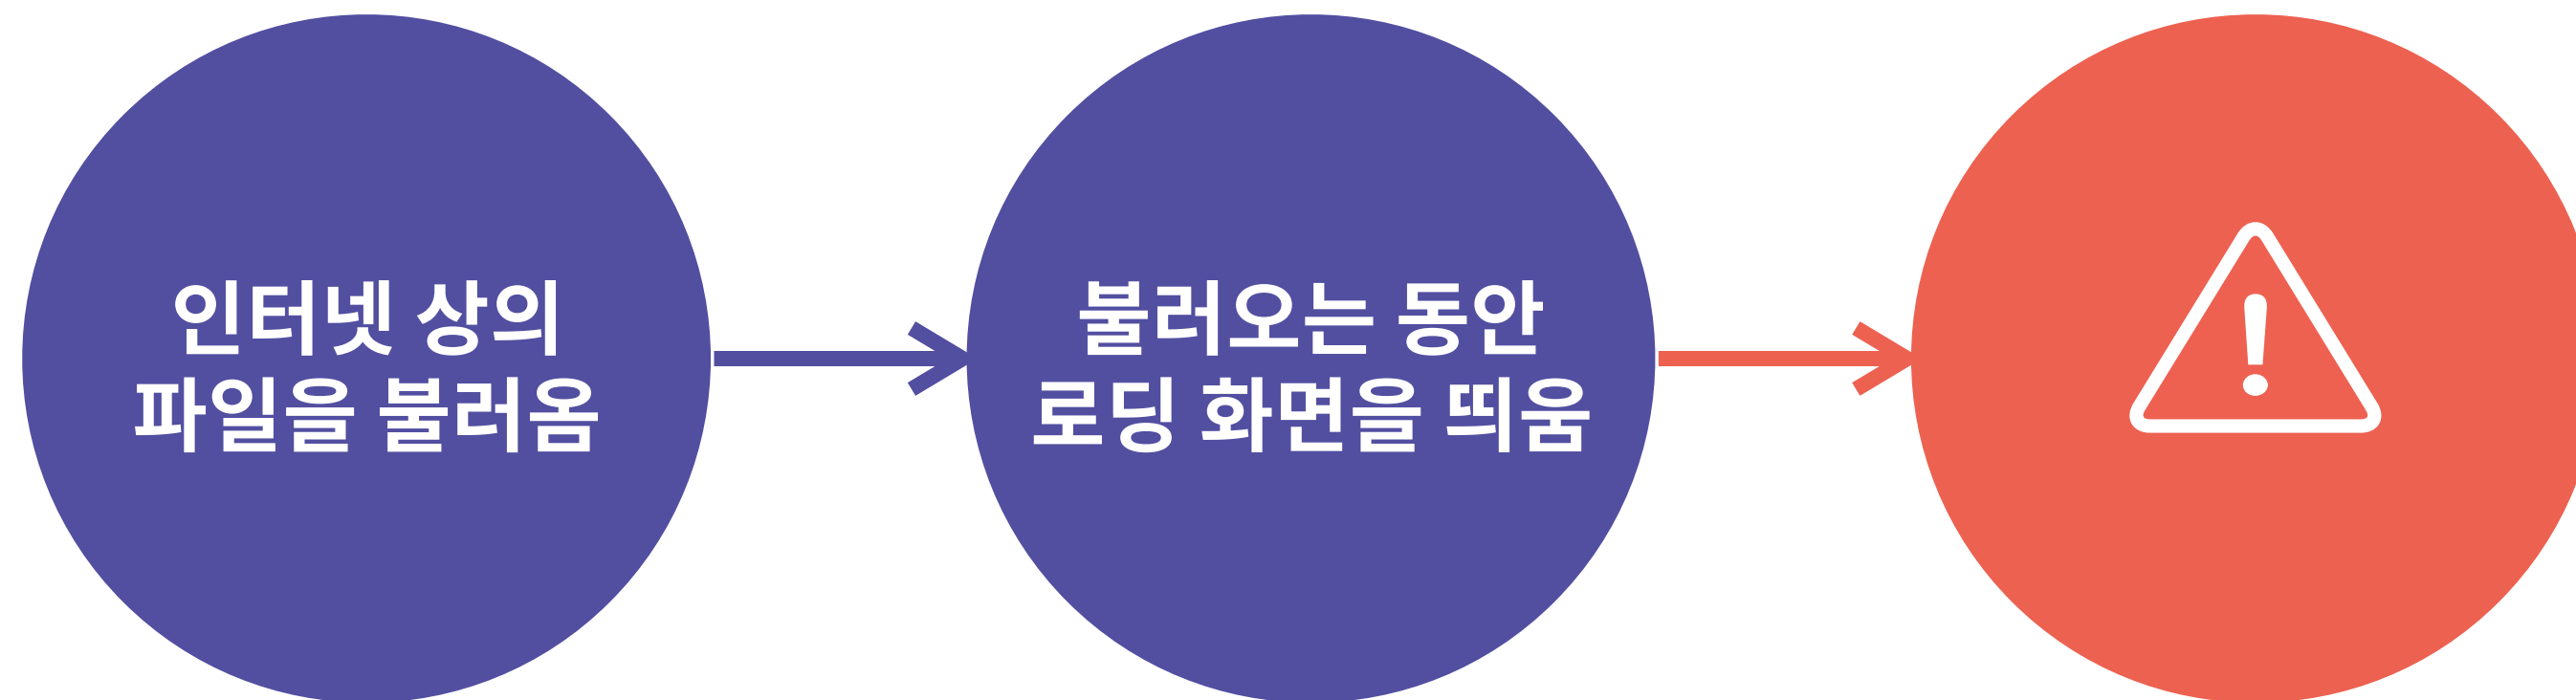 인터넷 상의
파일을 불러옴
불러오는 동안
로딩 화면을 띄움